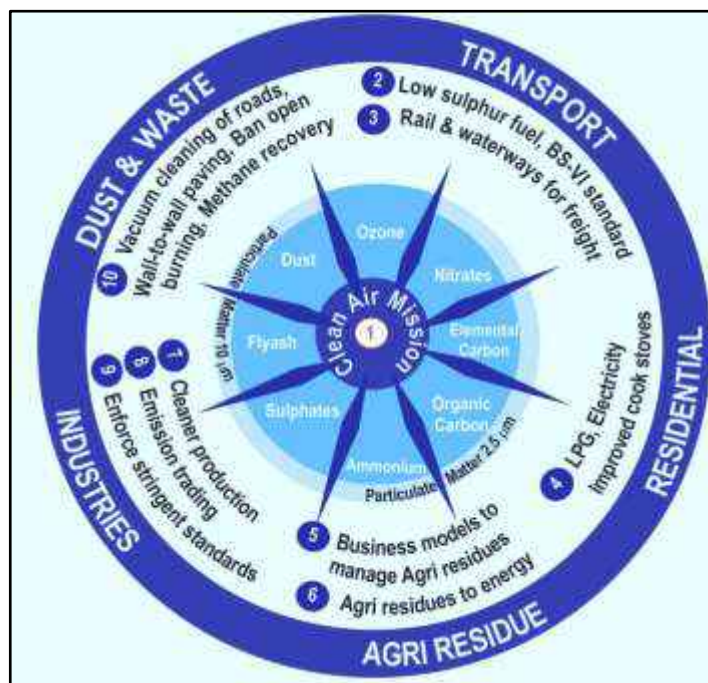 TRANSPORT
2 Low sulphur fuel, BS-VI standard
3 Rail & waterways for freight
RESIDENTIAL
4 LPG, Electricity
Improved cook stoves
AGRI RESIDUE
5 Business models to
manage Agri residues
6 Agri residues to energy
INDUSTRIES
7 Cleaner production
8 Emission trading
9 Enforce stringent standards
DUST & WASTE
10 Vacuum cleaning of roads,
Wall-to-wall paving, Ban open
burning, Methane recovery
Clean Air Mission
1
Ozone
Nitrates
Elemental
Carbon
Organic
Carbon
Ammonium
Sulphates
Flyash
Dust
Particulate Matter 10 μm
Particulate Matter 2.5 μm